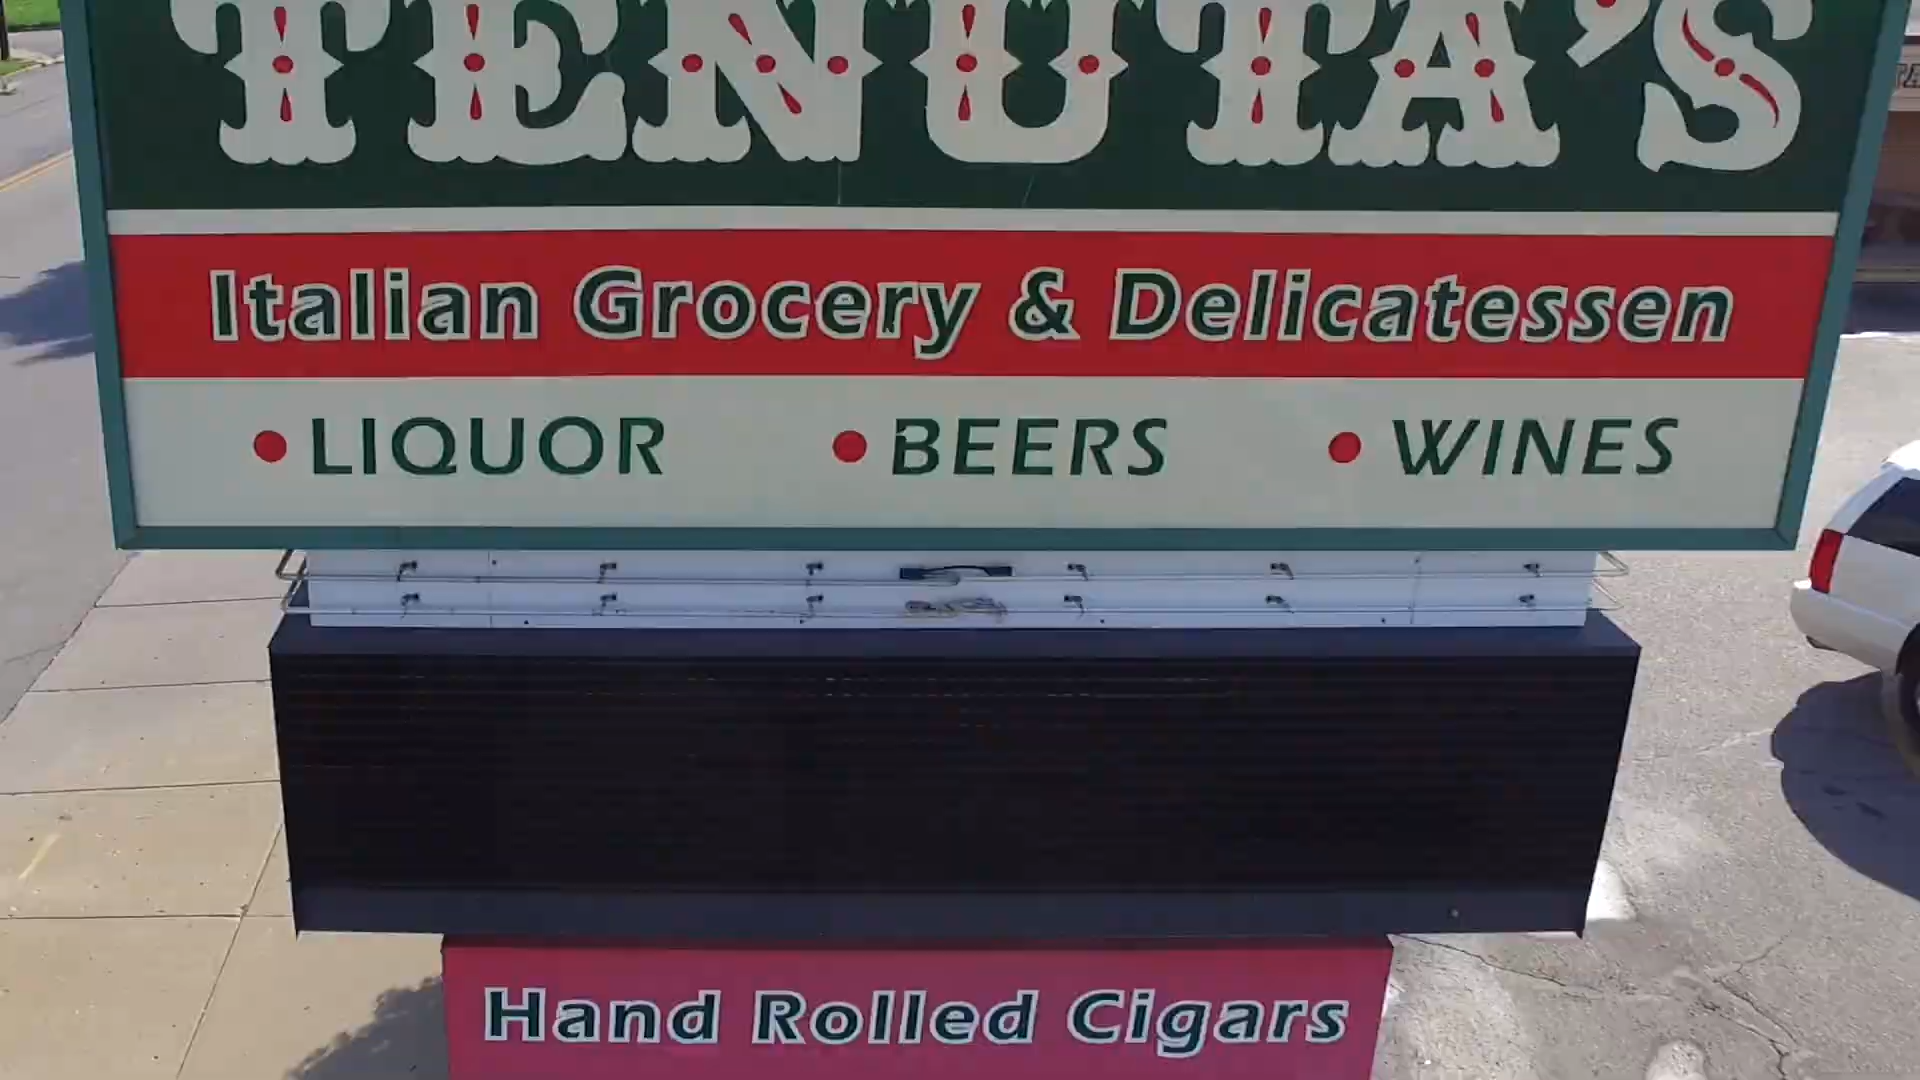 TENUTA'S
Italian Grocery & Delicatessen
• LIQUOR • BEERS • WINES
Hand Rolled Cigars